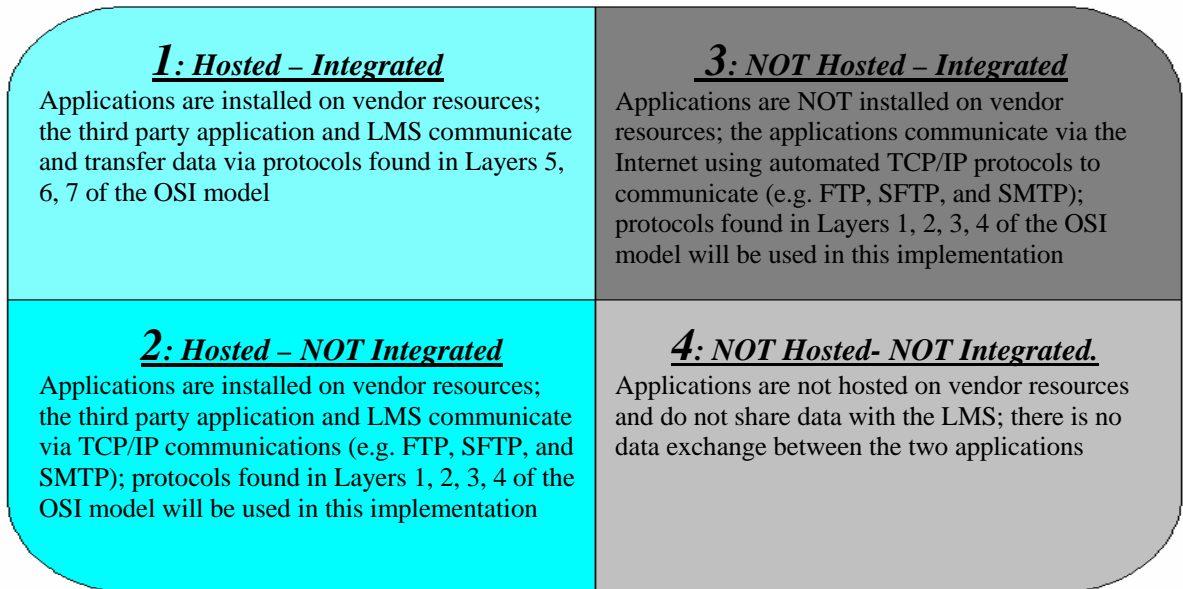 1: Hosted – Integrated
Applications are installed on vendor resources;
the third party application and LMS communicate
and transfer data via protocols found in Layers 5,
6, 7 of the OSI model
2: Hosted – NOT Integrated
Applications are installed on vendor resources;
the third party application and LMS communicate
via TCP/IP communications (e.g. FTP, SFTP, and
SMTP); protocols found in Layers 1, 2, 3, 4 of the
OSI model will be used in this implementation
3: NOT Hosted – Integrated
Applications are NOT installed on vendor
resources; the applications communicate via the
Internet using automated TCP/IP protocols to
communicate (e.g. FTP, SFTP, and SMTP);
protocols found in Layers 1, 2, 3, 4 of the OSI
model will be used in this implementation
4: NOT Hosted- NOT Integrated.
Applications are not hosted on vendor resources
and do not share data with the LMS; there is no
data exchange between the two applications